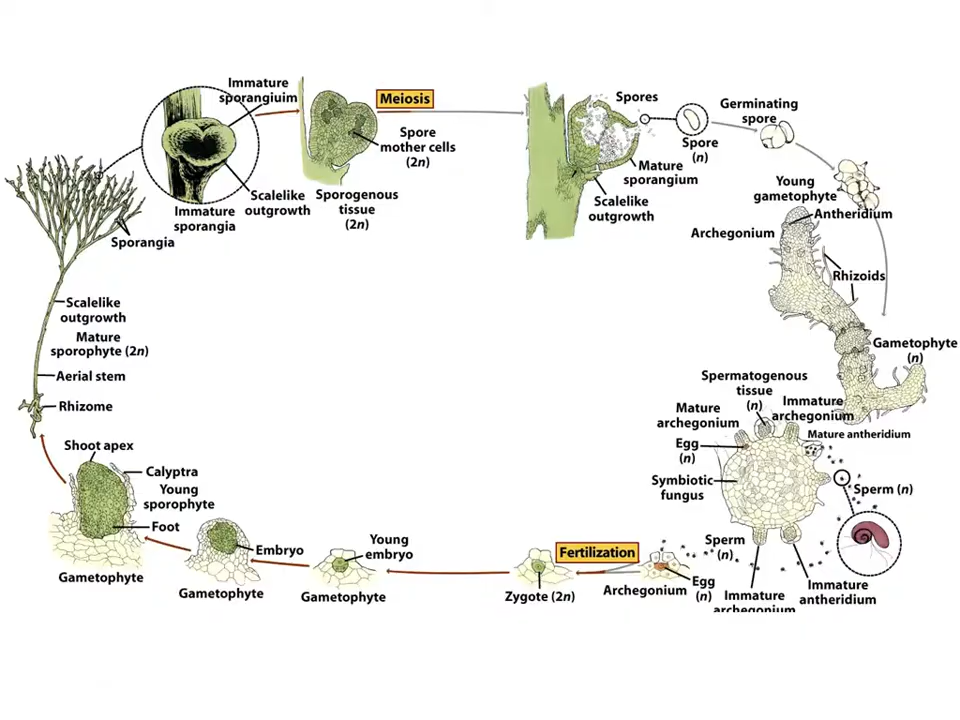 Immature
sporangiuim
Meiosis
Spore
mother cells
(2n)
Scalelike
outgrowth
Sporogenous
tissue
(2n)
Immature
sporangia
Sporangia
Spores
Spore
(n)
Germinating
spore
Mature
sporangium
Scalelike
outgrowth
Young
gametophyte
Antheridium
Archegonium
Rhizoids
Gametophyte
(n)
Scalelike
outgrowth
Mature
sporophyte (2n)
Aerial stem
Rhizome
Spermatogenous
tissue
(n)
Immature
archegonium
Mature
archegonium
Mature antheridium
Egg
(n)
Symbiotic
fungus
Sperm (n)
Sperm
(n)
Immature
archegonium
Immature
antheridium
Shoot apex
Calyptra
Young
sporophyte
Foot
Gametophyte
Embryo
Gametophyte
Young
embryo
Gametophyte
Fertilization
Zygote (2n)
Archegonium
Egg
(n)